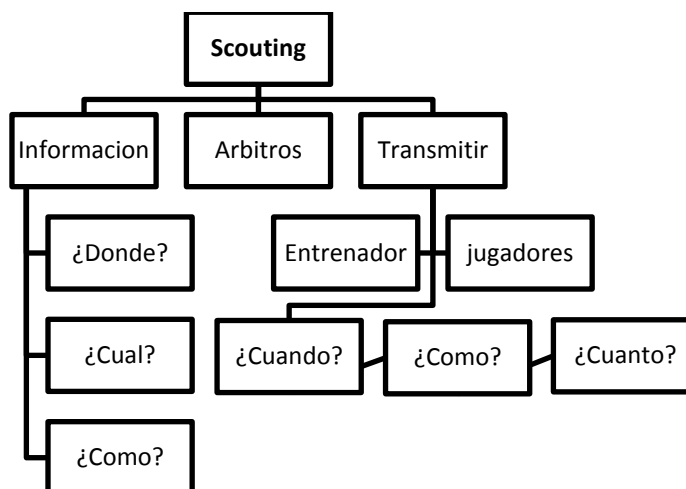 Scouting
Informacion
Arbitros
Transmitir
¿Donde?
Entrenador
jugadores
¿Cual?
¿Cuando?
¿Como?
¿Cuanto?
¿Como?